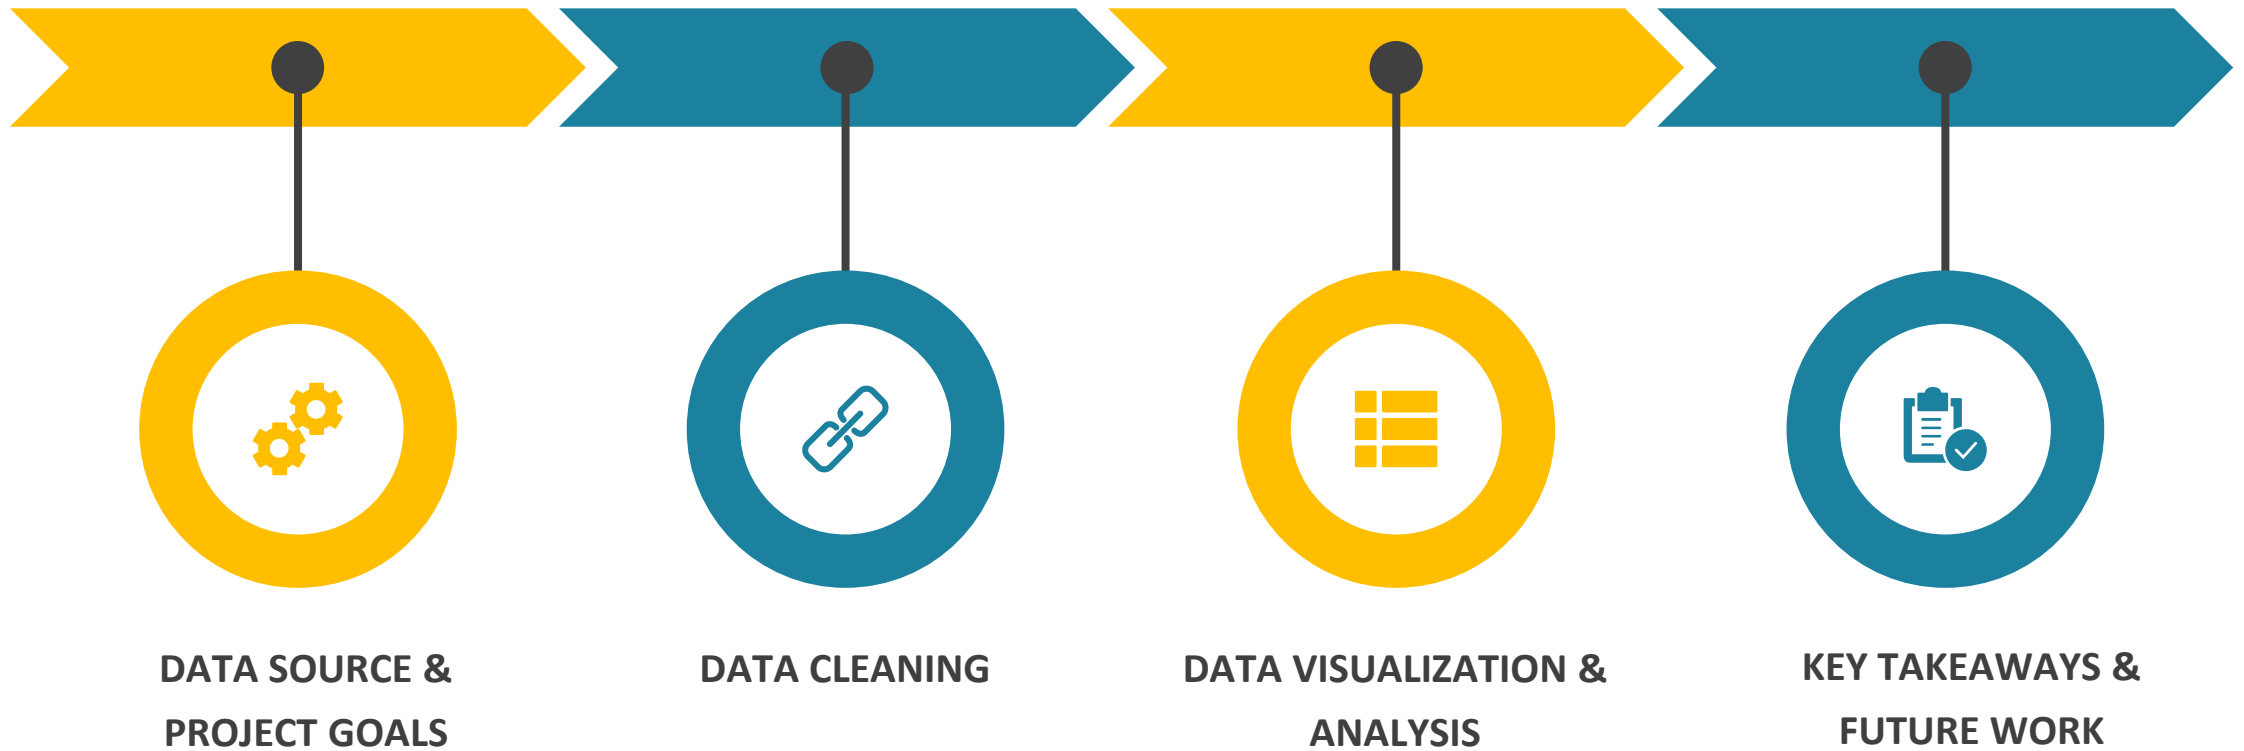 DATA SOURCE &
PROJECT GOALS
DATA CLEANING
DATA VISUALIZATION &
ANALYSIS
KEY TAKEAWAYS &
FUTURE WORK